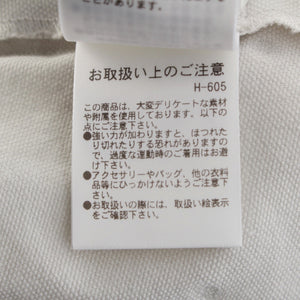 ことがあります。
お取扱い上のご注意
H-605
この商品は、大変デリケートな素材
や附属を使用しております。以下の
点にご注意下さい。
●強い力が加わりますと、ほつれた
り切れたりする恐れがありますの
で、過度な運動時のご着用はお避
け下さい。
●アクセサリーやバッグ、他の衣料
品等にひっかけないようご注意下
さい。
●お取扱いの際には、取扱い絵表示
をご確認下さい。